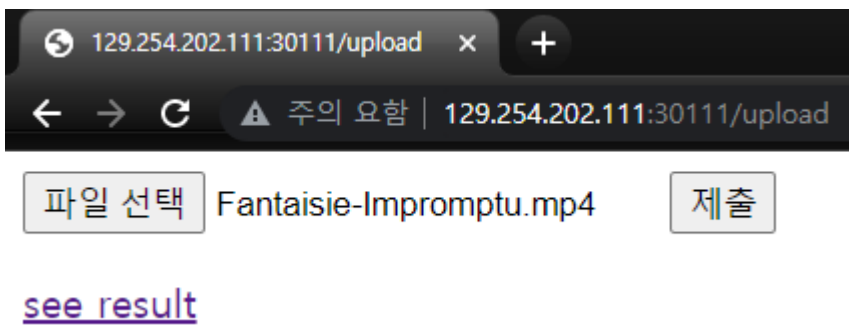 129.254.202.111:30111/upload
주의 요함 | 129.254.202.111:30111/upload
파일 선택 Fantaisie-Impromptu.mp4 제출
see result